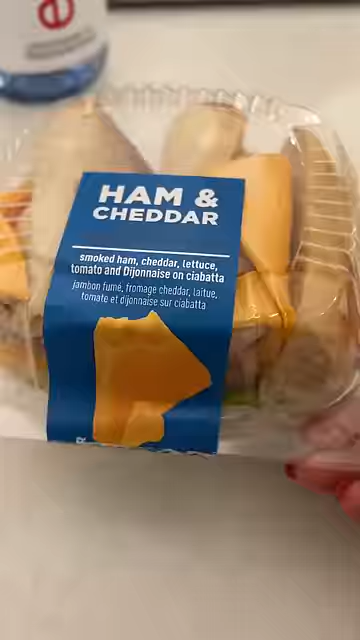 HAM &
CHEDDAR
smoked ham, cheddar, lettuce,
tomato and Dijonnaise on ciabatta
jambon fumé, fromage cheddar, laitue,
tomate et dijonnaise sur ciabatta